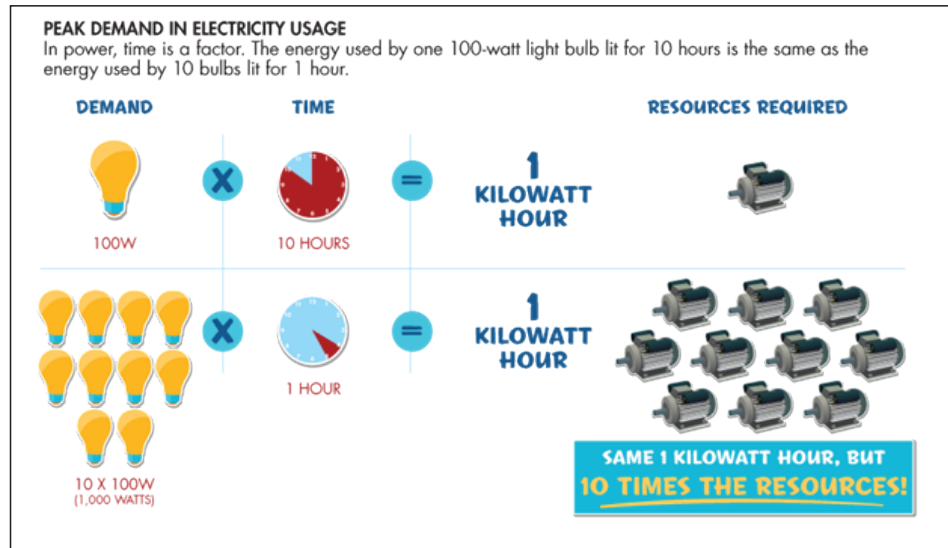 PEAK DEMAND IN ELECTRICITY USAGE
In power, time is a factor. The energy used by one 100-watt light bulb lit for 10 hours is the same as the
energy used by 10 bulbs lit for 1 hour.
DEMAND TIME RESOURCES REQUIRED
X = 1
KILOWATT
HOUR
100W 10 HOURS
X = 1
KILOWATT
HOUR
1 HOUR
10 X 100W
(1,000 WATTS)
SAME 1 KILOWATT HOUR, BUT
10 TIMES THE RESOURCES!